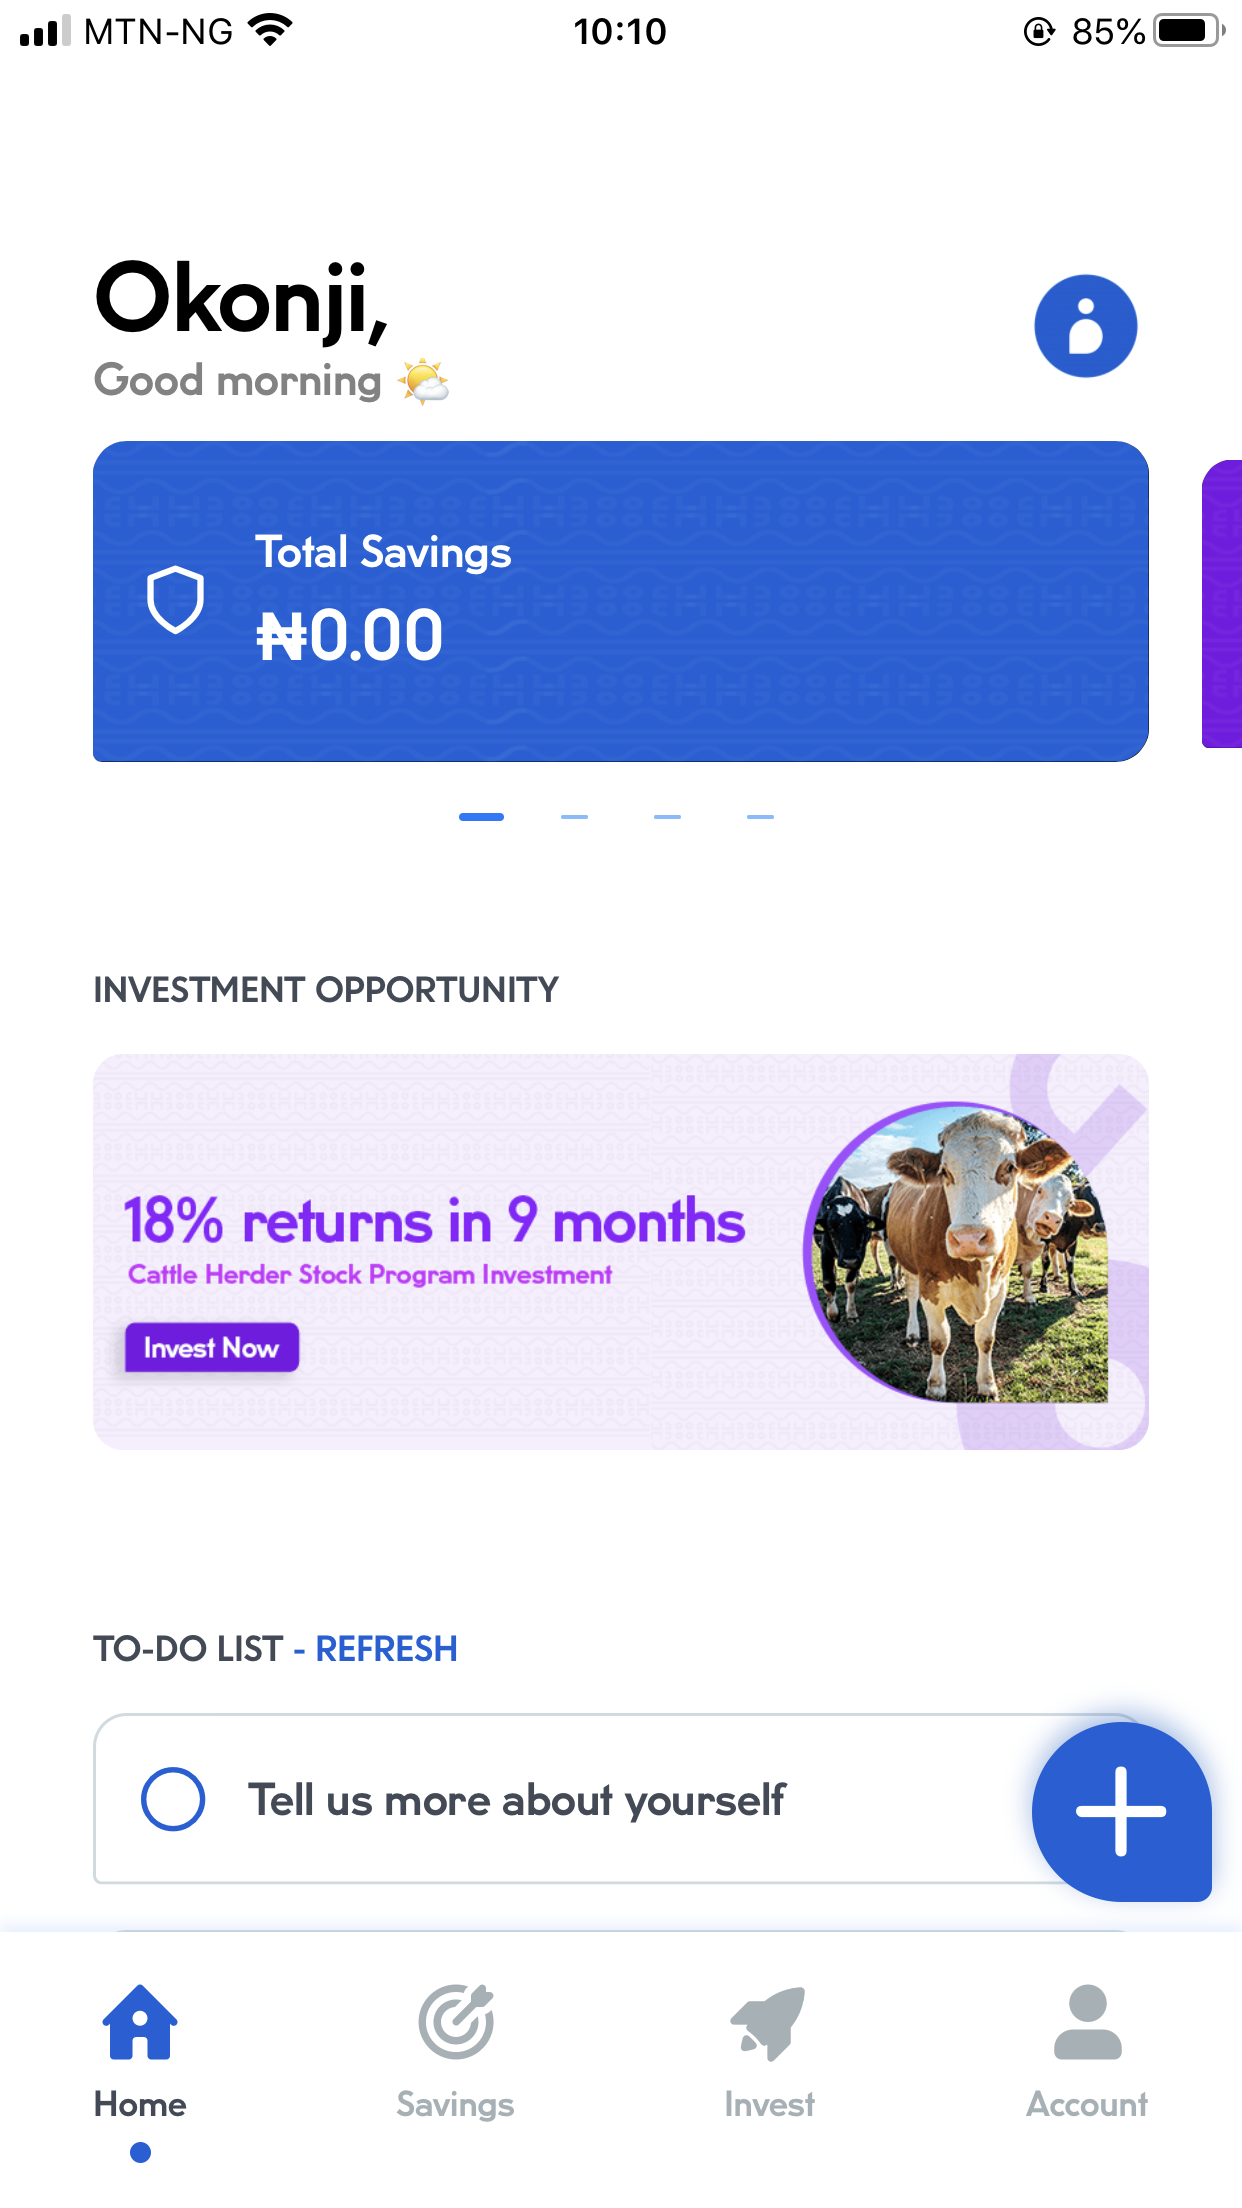 MTN-NG 10:10 85%
Okonji,
Good morning 🌤️
Total Savings
₦0.00
INVESTMENT OPPORTUNITY
18% returns in 9 months
Cattle Herder Stock Program Investment
Invest Now
TO-DO LIST - REFRESH
Tell us more about yourself
Home Savings Invest Account